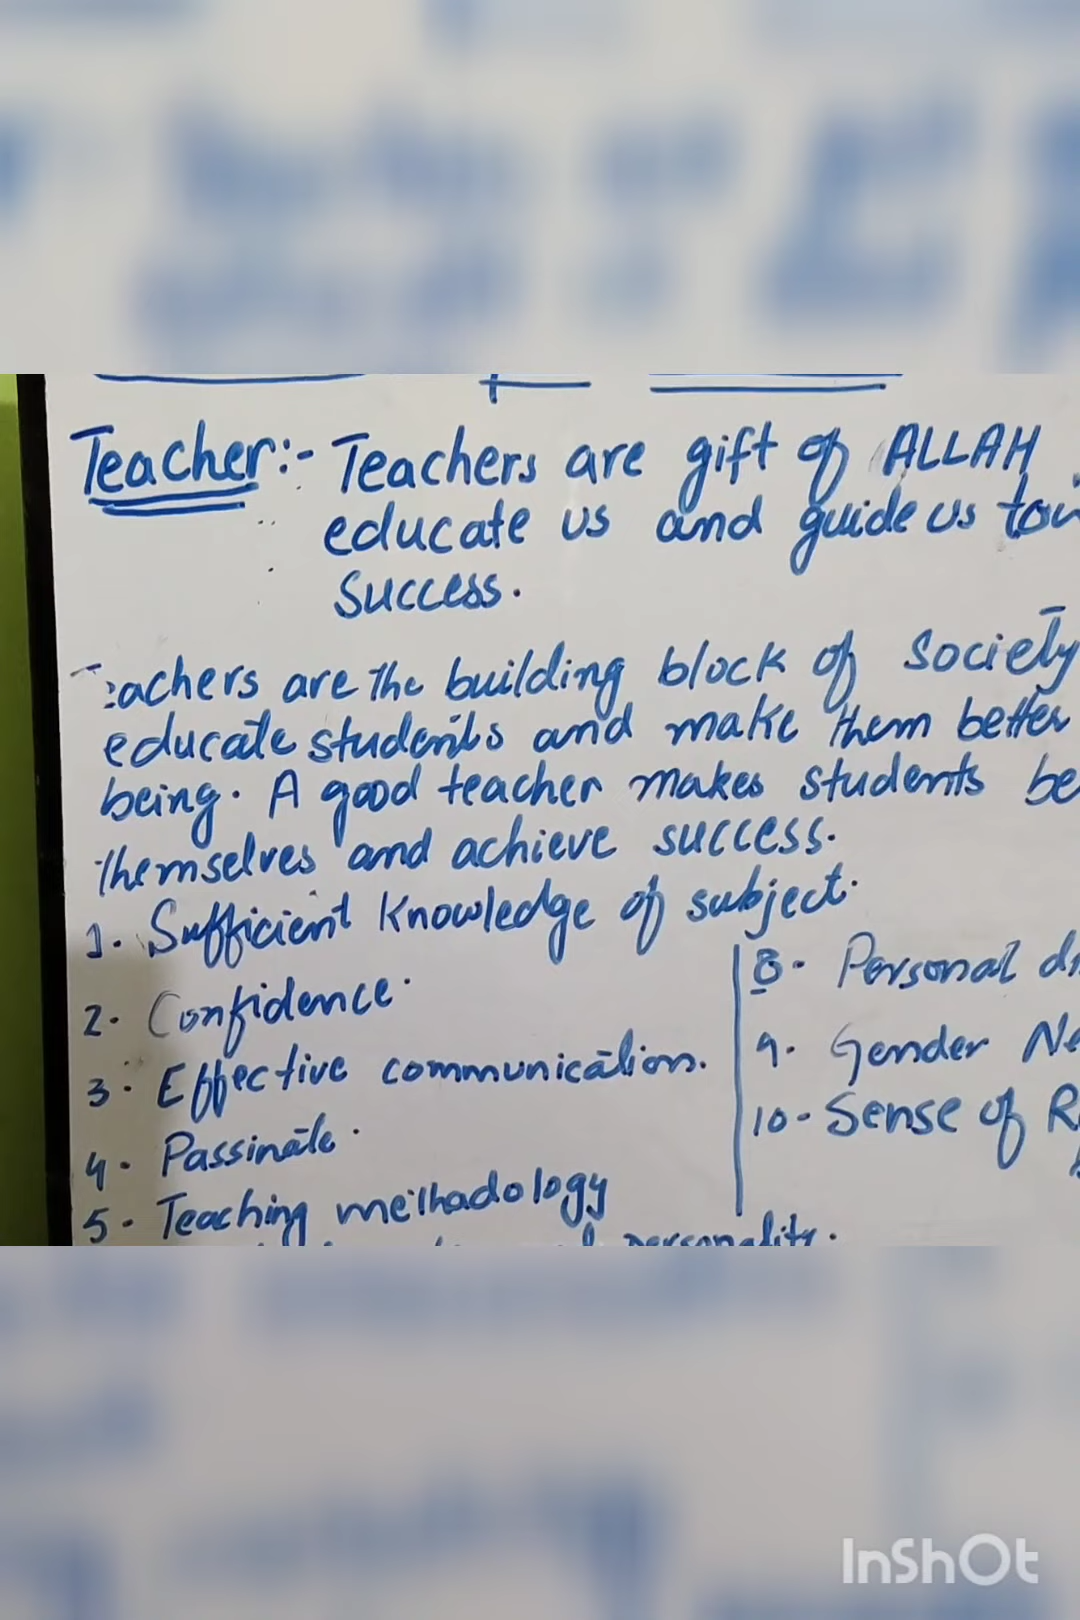 Teacher:- Teachers are gift of ALLAH
educate us and guide us
success.
are the building block of society
educate students and make them better
being. A good teacher makes students
themselves and achieve success.
1. Sufficient Knowledge of subject.
2. Confidence.
3. Effective communication.
4. Passinate.
5- Teaching methadology
personality.
8- Personal
9. Gender
10- Sense of
InShOt